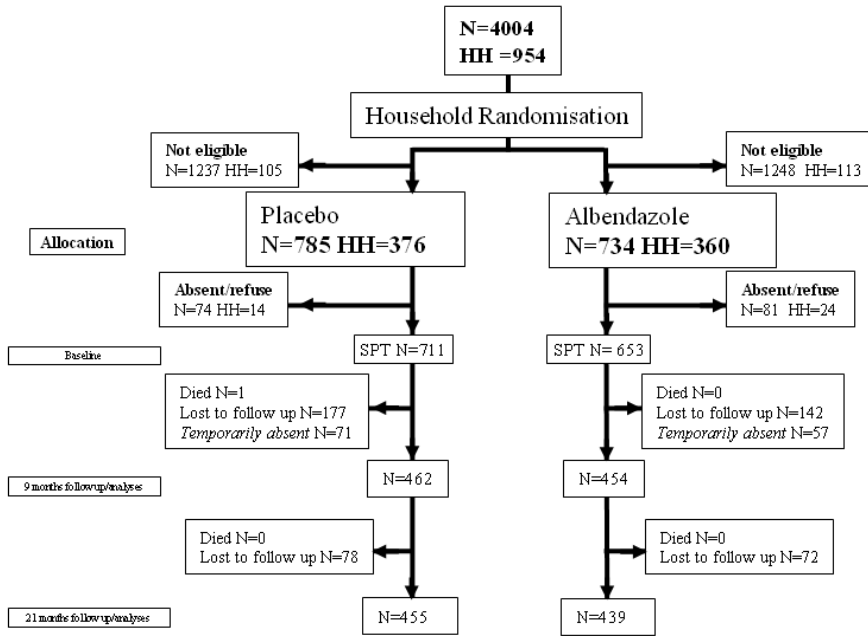 N=4004
HH =954
Household Randomisation
Not eligible
N=1237 HH=105
Not eligible
N=1248 HH=113
Placebo
N=785 HH=376
Albendazole
N=734 HH=360
Allocation
Absent/refuse
N=74 HH=14
Absent/refuse
N=81 HH=24
SPT N=711
SPT N= 653
Baseline
Died N=1
Lost to follow up N=177
Temporarily absent N=71
Died N=0
Lost to follow up N=142
Temporarily absent N=57
N=462
N=454
9 months follow up/analyses
Died N=0
Lost to follow up N=78
Died N=0
Lost to follow up N=72
N=455
N=439
21 months follow up/analyses